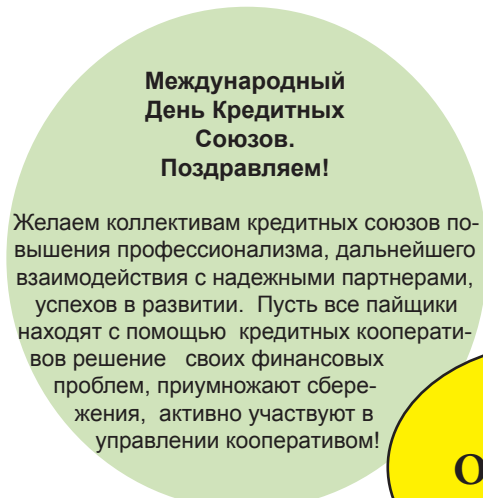 Международный
День Кредитных
Союзов.
Поздравляем!
Желаем коллективам кредитных союзов по-
вышения профессионализма, дальнейшего
взаимодействия с надежными партнерами,
успехов в развитии. Пусть все пайщики
находят с помощью кредитных кооперати-
вов решение своих финансовых
проблем, приумножают сбере-
жения, активно участвуют в
управлении кооперативом!